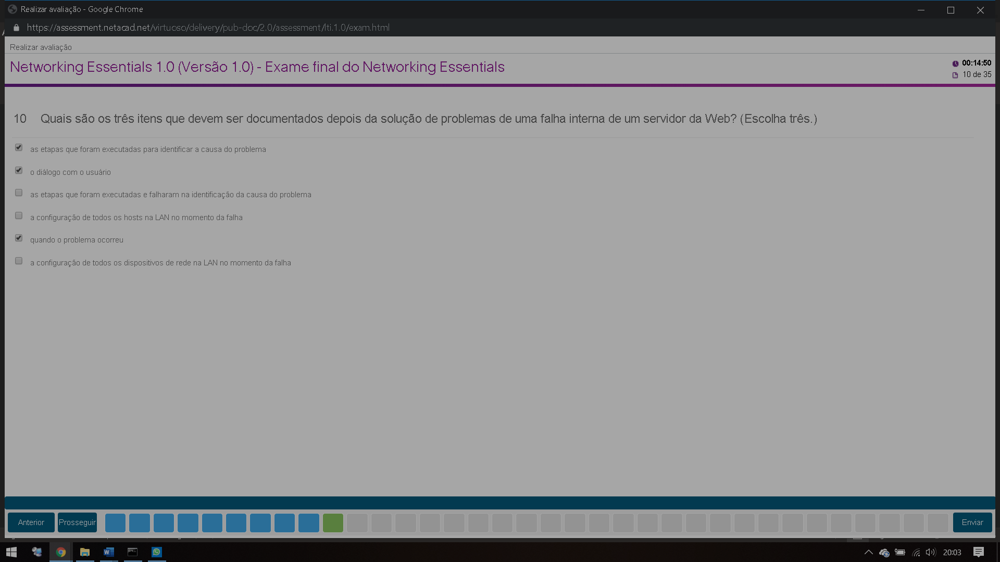 Realizar avaliação - Google Chrome
https://assessment.netacad.net/virtuoso/delivery/pub-doc/2.0/assessment/lti.1.0/exam.html
Realizar avaliação
Networking Essentials 1.0 (Versão 1.0) - Exame final do Networking Essentials
00:14:50
10 de 35
10 Quais são os três itens que devem ser documentados depois da solução de problemas de uma falha interna de um servidor da Web? (Escolha três.)
as etapas que foram executadas para identificar a causa do problema
o diálogo com o usuário
as etapas que foram executadas e falharam na identificação da causa do problema
a configuração de todos os hosts na LAN no momento da falha
quando o problema ocorreu
a configuração de todos os dispositivos de rede na LAN no momento da falha
Anterior
Prosseguir
Enviar
20:03